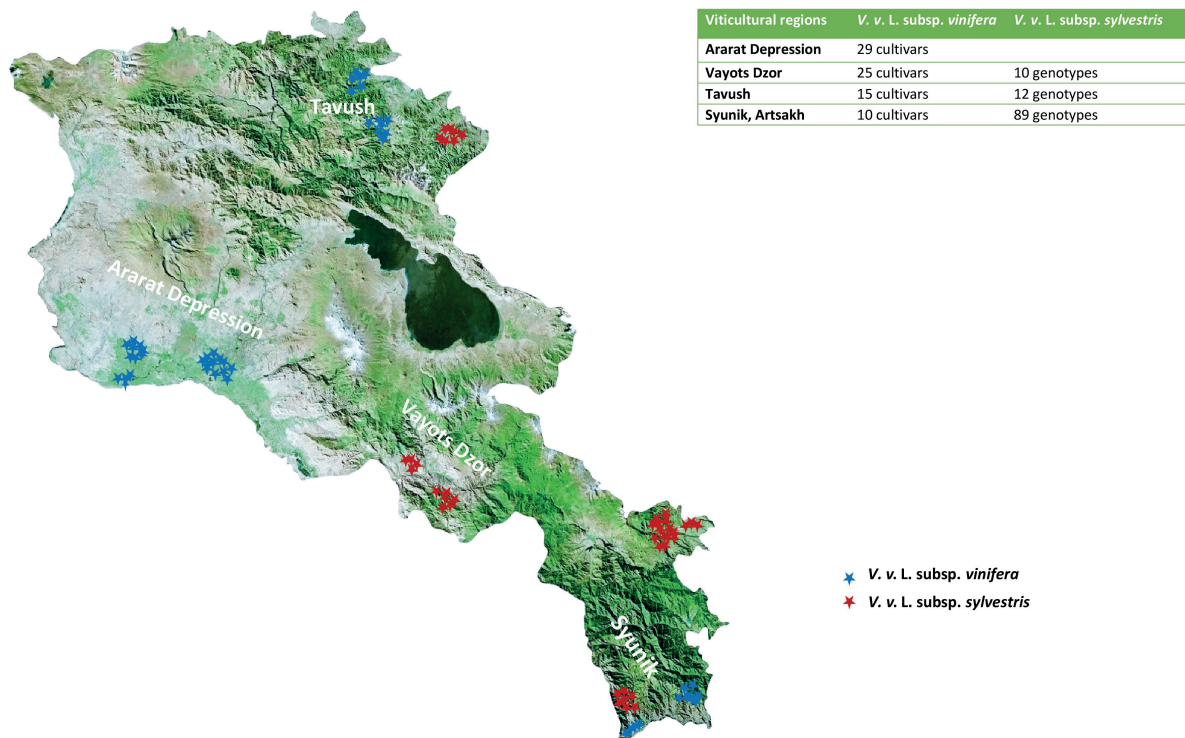 Viticultural regions V. v. L. subsp. vinifera V. v. L. subsp. sylvestris
Ararat Depression 29 cultivars
Vayots Dzor 25 cultivars 10 genotypes
Tavush 15 cultivars 12 genotypes
Syunik, Artsakh 10 cultivars 89 genotypes
Tavush
Ararat Depression
Vayots Dzor
Syunik
V. v. L. subsp. vinifera
V. v. L. subsp. sylvestris